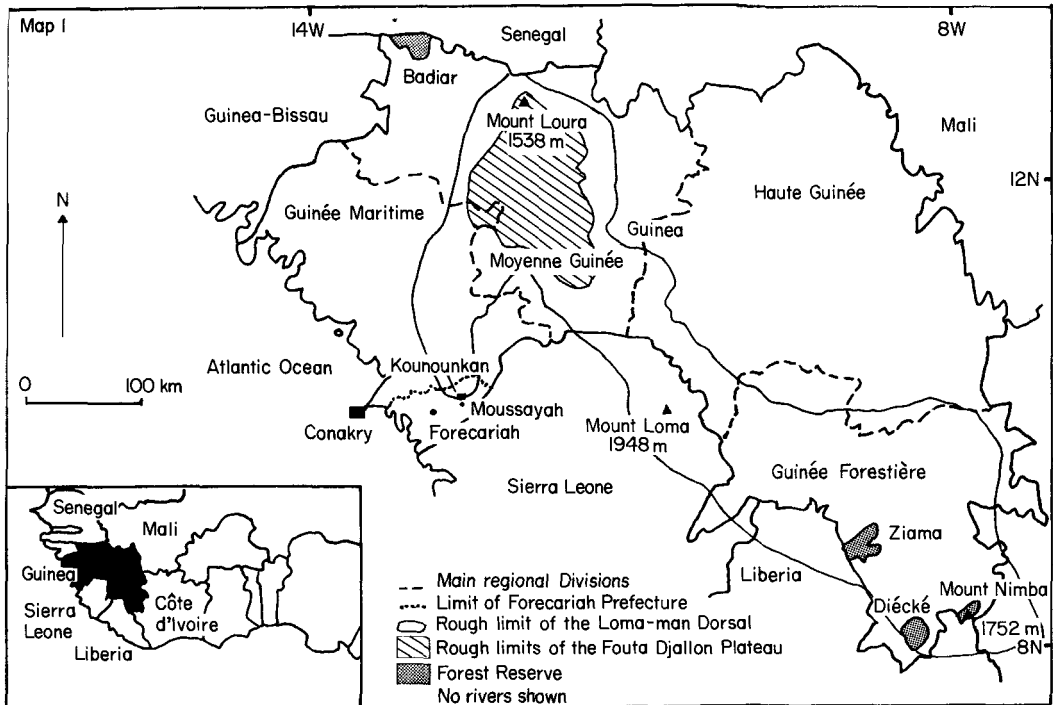 Map 1
14W
8W
Senegal
Badiar
Guinea-Bissau
Mali
Mount Loura
1538 m
12N
N
Haute Guinée
Guinée Maritime
Guinea
Moyenne Guinée
Atlantic Ocean
Kounounkan
0
100 km
Moussayah
Conakry
Forecariah
Mount Loma
1948 m
Guinée Forestière
Sierra Leone
Ziama
Liberia
Mount Nimba
Diécké
1752 m
8N
Senegal
Mali
Guinea
Sierra
Leone
Côte
d'Ivoire
Liberia
Main regional Divisions
Limit of Forecariah Prefecture
Rough limit of the Loma-man Dorsal
Rough limits of the Fouta Djallon Plateau
Forest Reserve
No rivers shown